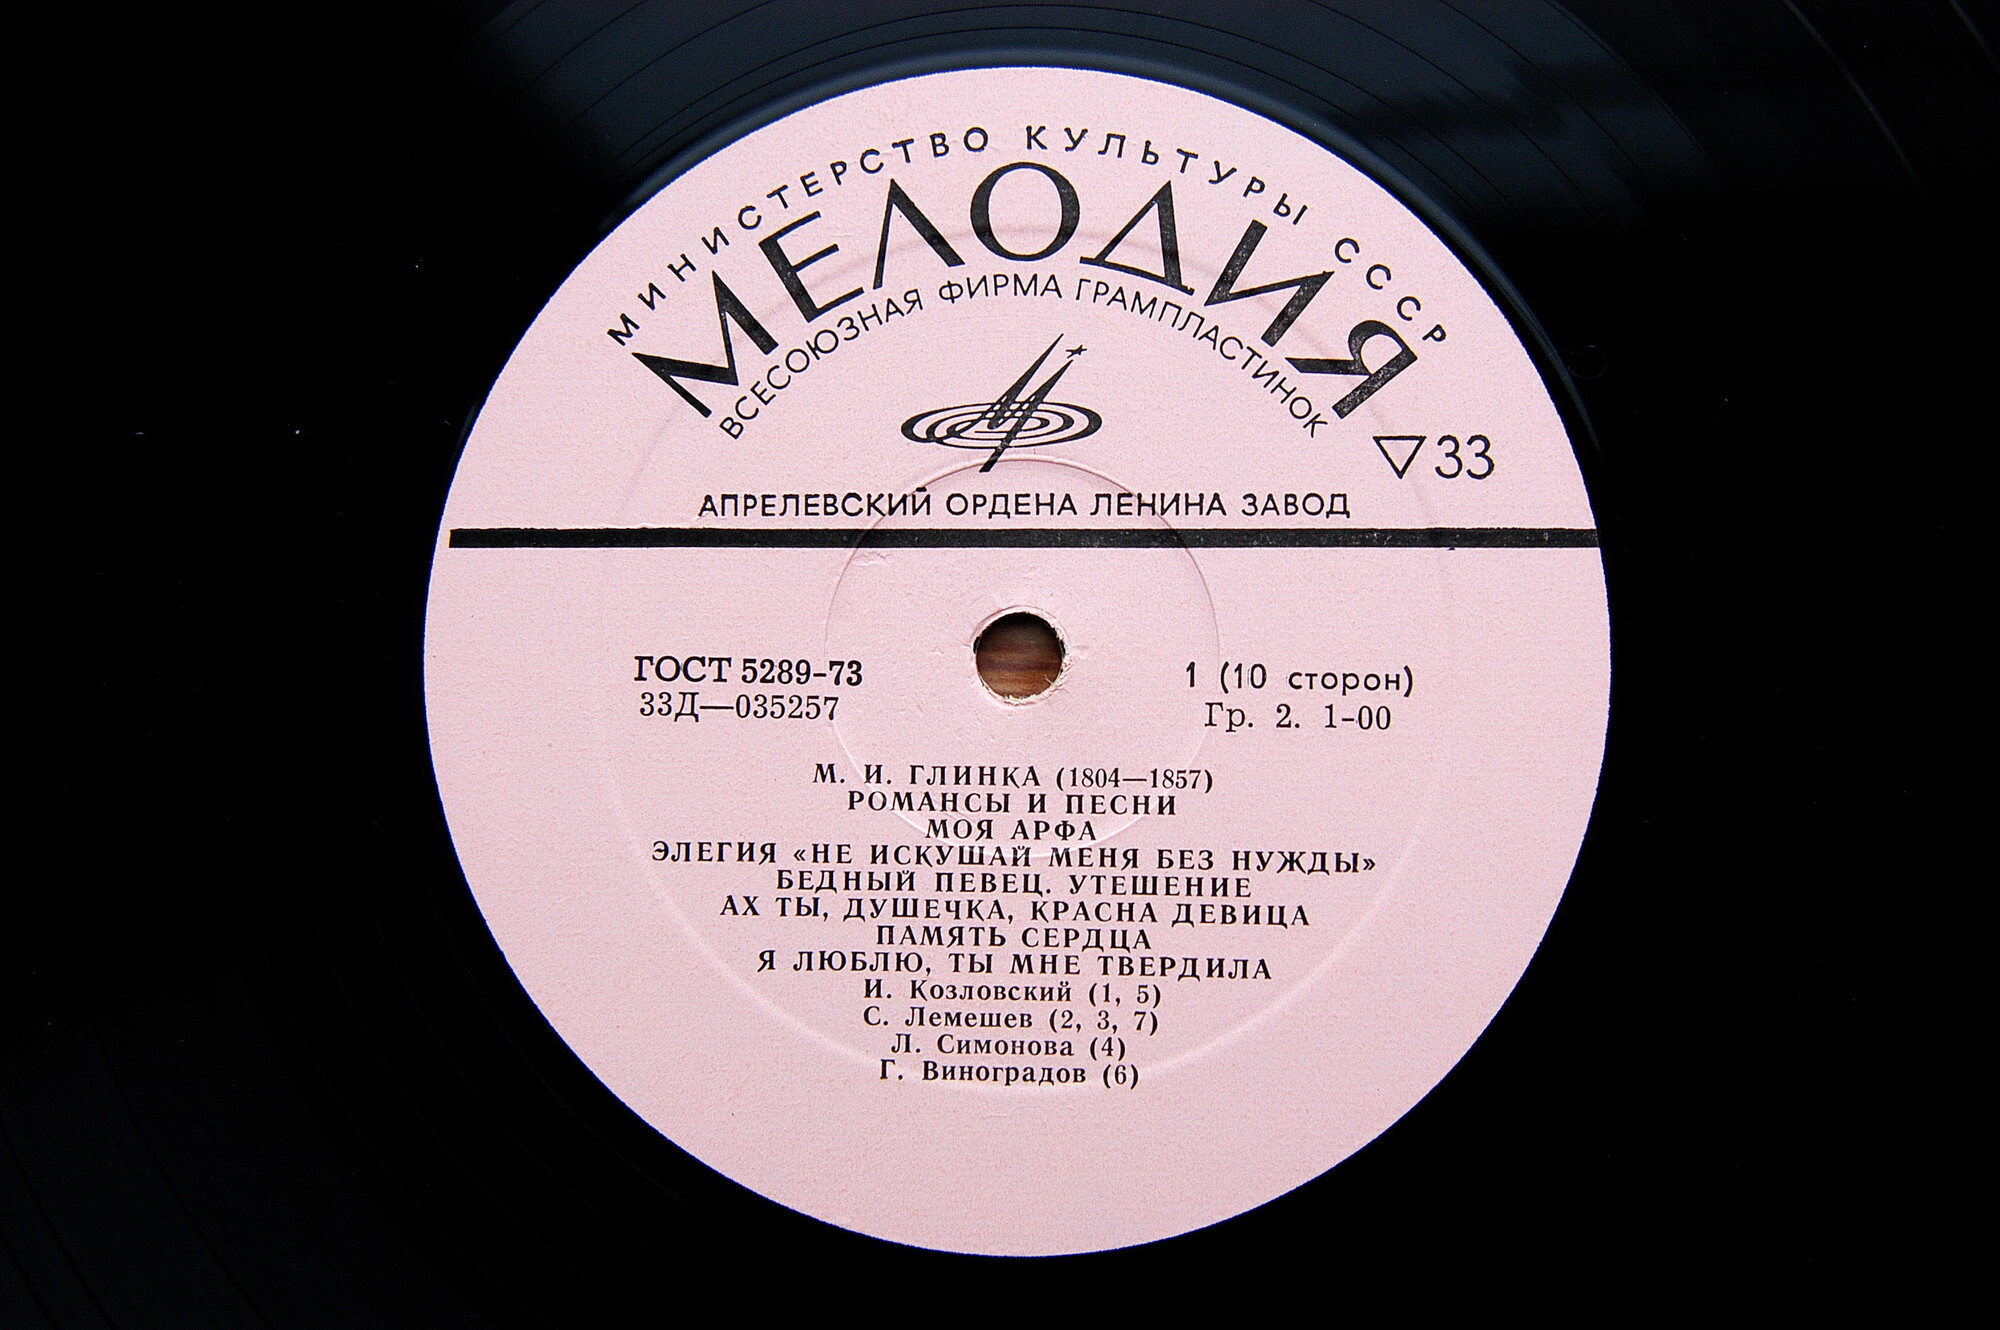 МИНИСТЕРСТВО КУЛЬТУРЫ СССР
МЕЛОДИЯ
ВСЕСОЮЗНАЯ ФИРМА ГРАМПЛАСТИНОК
33
АПРЕЛЕВСКИЙ ОРДЕНА ЛЕНИНА ЗАВОД
ГОСТ 5289-73
33Д—035257
1 (10 сторон)
Гр. 2. 1-00
М. И. ГЛИНКА (1804—1857)
РОМАНСЫ И ПЕСНИ
МОЯ АРФА
ЭЛЕГИЯ «НЕ ИСКУШАЙ МЕНЯ БЕЗ НУЖДЫ»
БЕДНЫЙ ПЕВЕЦ. УТЕШЕНИЕ
АХ ТЫ, ДУШЕЧКА, КРАСНА ДЕВИЦА
ПАМЯТЬ СЕРДЦА
Я ЛЮБЛЮ, ТЫ МНЕ ТВЕРДИЛА
И. Козловский (1, 5)
С. Лемешев (2, 3, 7)
Л. Симонова (4)
Г. Виноградов (6)